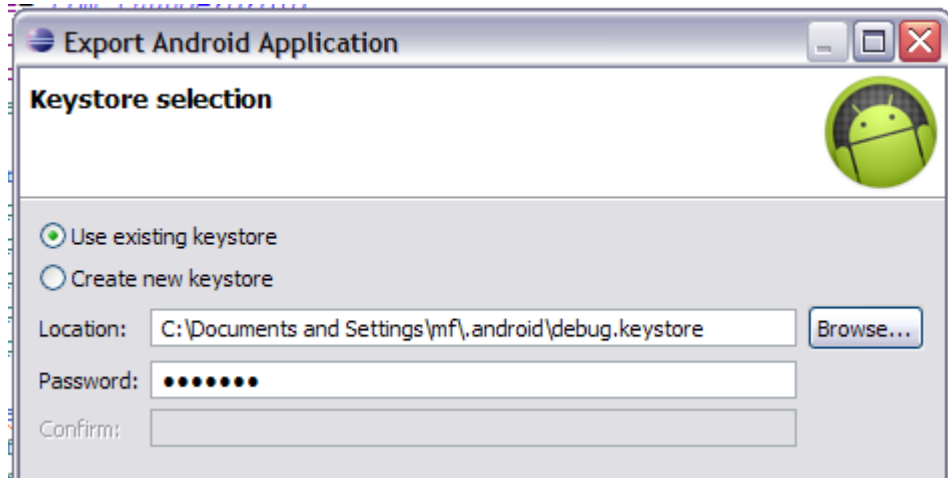 Export Android Application
Keystore selection
Use existing keystore
Create new keystore
Location: C:\Documents and Settings\mf\.android\debug.keystore Browse...
Password: •••••••
Confirm: